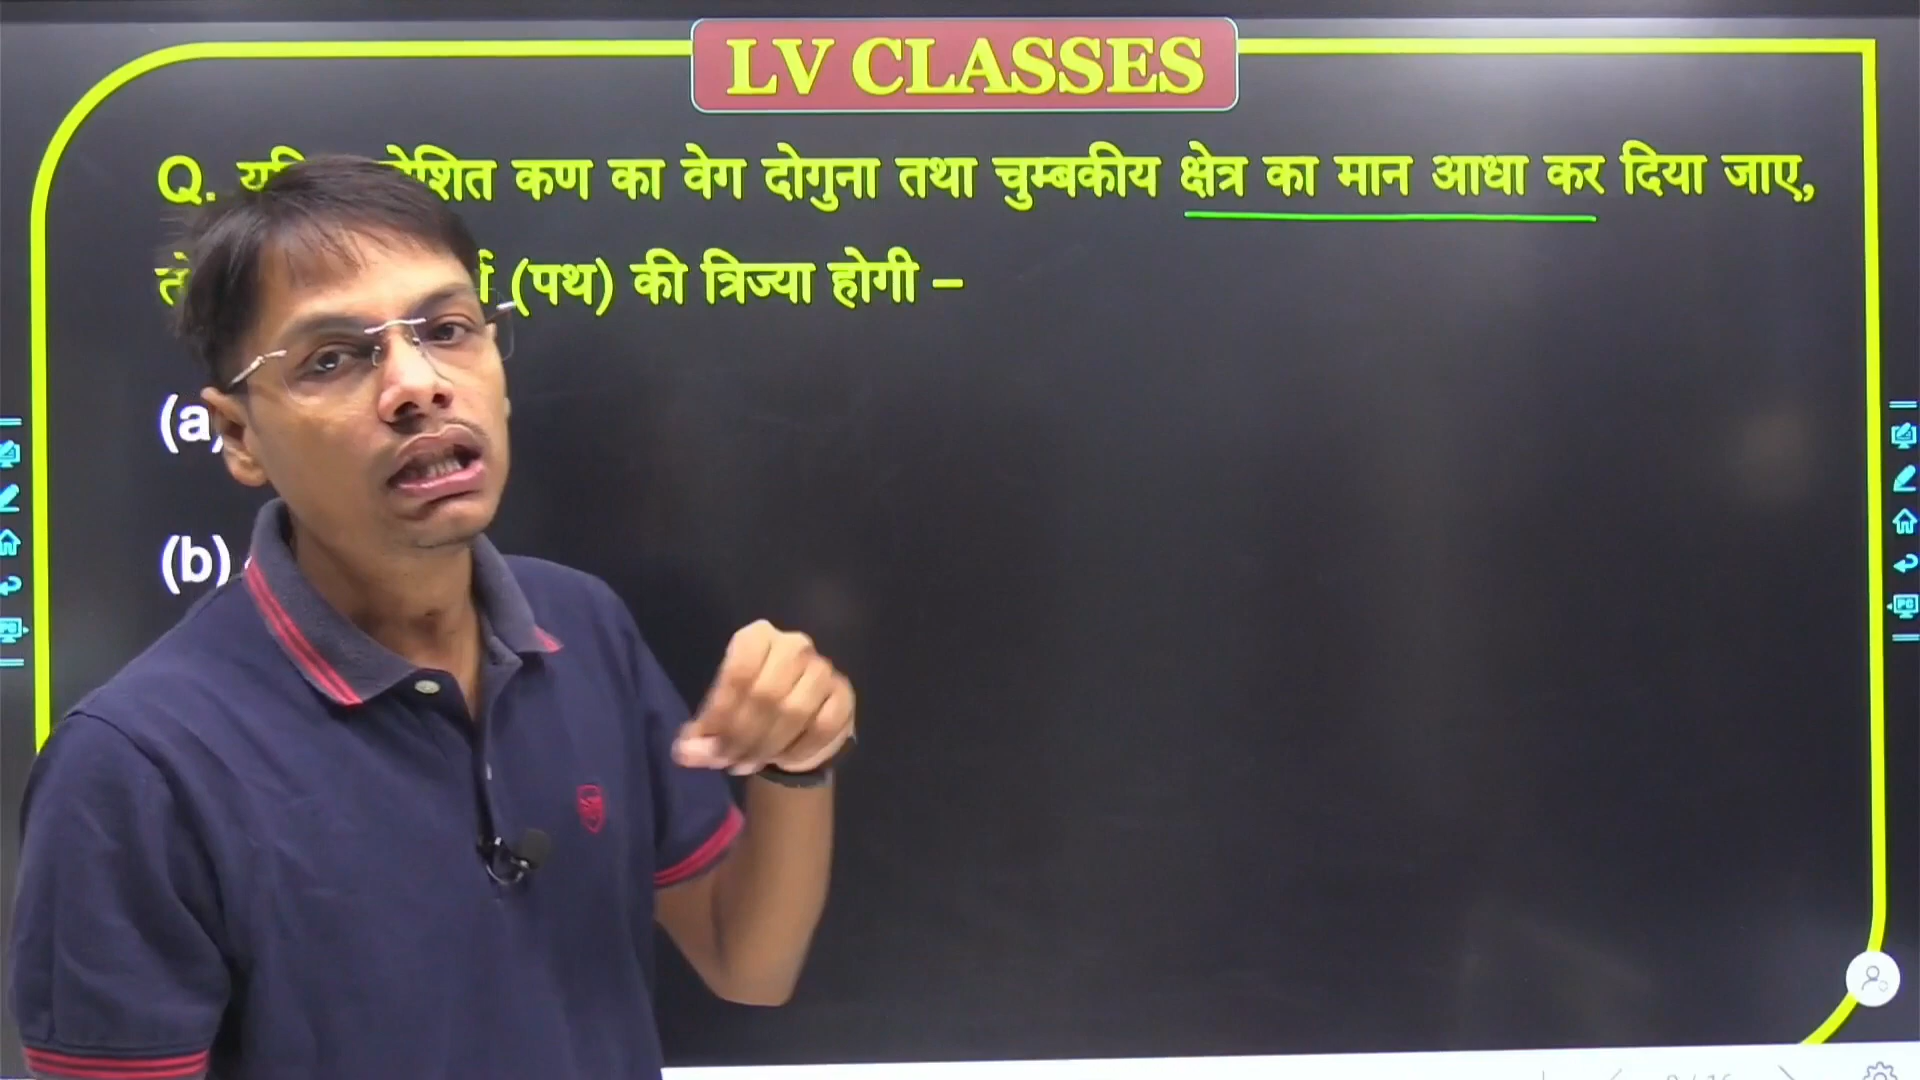 LV CLASSES
Q. कण का वेग दोगुना तथा चुम्बकीय क्षेत्र का मान आधा कर दिया जाए,
(पथ) की त्रिज्या होगी –
(a)
(b)